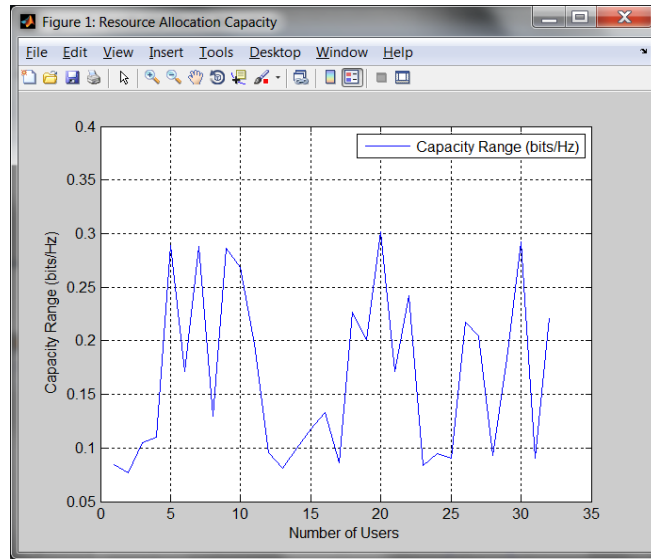 Figure 1: Resource Allocation Capacity
File Edit View Insert Tools Desktop Window Help
Capacity Range (bits/Hz)
0.4
0.35
0.3
0.25
0.2
0.15
0.1
0.05
Capacity Range (bits/Hz)
0 5 10 15 20 25 30 35
Number of Users